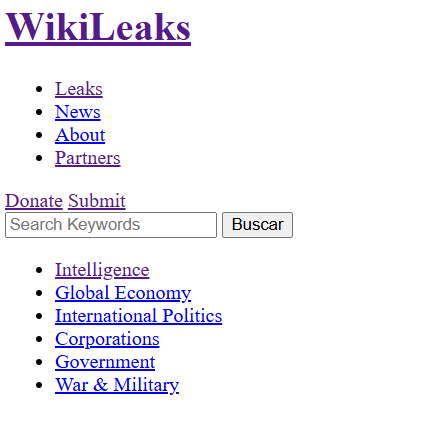 WikiLeaks
Leaks
News
About
Partners
Donate Submit
Search Keywords Buscar
Intelligence
Global Economy
International Politics
Corporations
Government
War & Military